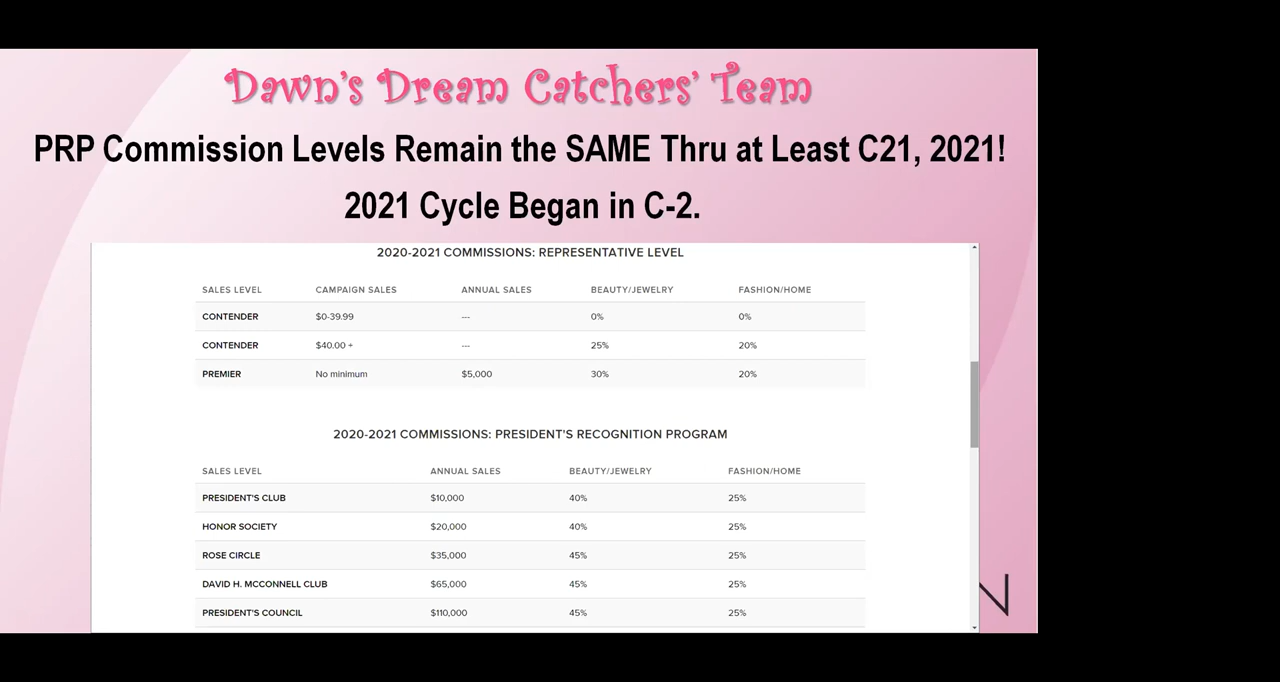 Dawn's Dream Catchers' Team
PRP Commission Levels Remain the SAME Thru at Least C21, 2021!
2021 Cycle Began in C-2.
2020-2021 COMMISSIONS: REPRESENTATIVE LEVEL
SALES LEVEL CAMPAIGN SALES ANNUAL SALES BEAUTY/JEWELRY FASHION/HOME
CONTENDER $0-39.99 --- 0% 0%
CONTENDER $40.00 + --- 25% 20%
PREMIER No minimum $5,000 30% 20%
2020-2021 COMMISSIONS: PRESIDENT'S RECOGNITION PROGRAM
SALES LEVEL ANNUAL SALES BEAUTY/JEWELRY FASHION/HOME
PRESIDENT'S CLUB $10,000 40% 25%
HONOR SOCIETY $20,000 40% 25%
ROSE CIRCLE $35,000 45% 25%
DAVID H. MCCONNELL CLUB $65,000 45% 25%
PRESIDENT'S COUNCIL $110,000 45% 25%
N